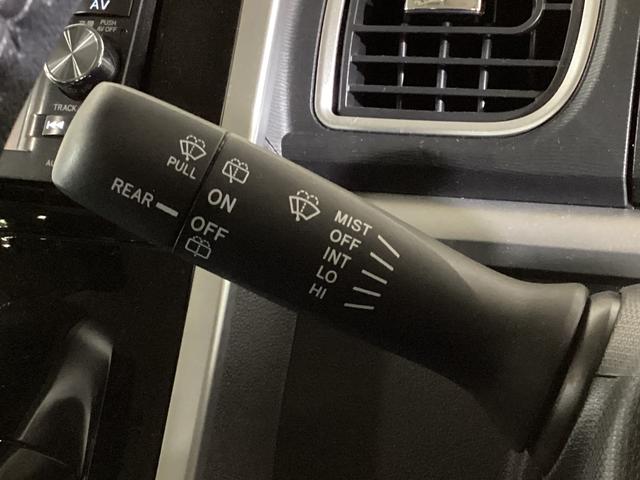 AV
PUSH
AV OFF
TRACK
PULL
REAR
ON
OFF
MIST
OFF
INT
LO
HI